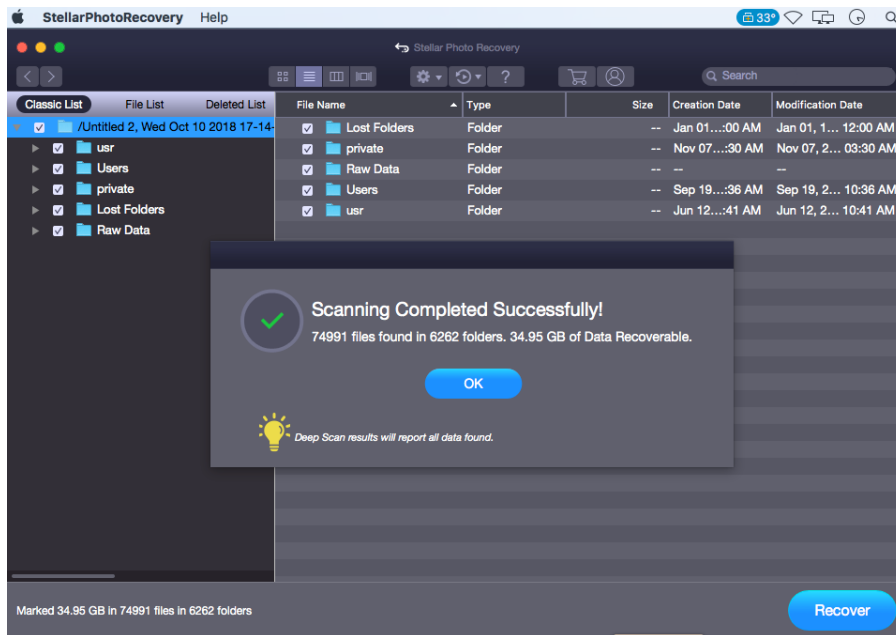 StellarPhotoRecovery Help
33°
Stellar Photo Recovery
?
Search
Classic List File List Deleted List
File Name Type Size Creation Date Modification Date
/Untitled 2, Wed Oct 10 2018 17-14-
usr
Users
private
Lost Folders
Raw Data
Lost Folders Folder -- Jan 01...:00 AM Jan 01, 1... 12:00 AM
private Folder -- Nov 07...:30 AM Nov 07, 2... 03:30 AM
Raw Data Folder -- -- --
Users Folder -- Sep 19...:36 AM Sep 19, 2... 10:36 AM
usr Folder -- Jun 12...:41 AM Jun 12, 2... 10:41 AM
Scanning Completed Successfully!
74991 files found in 6262 folders. 34.95 GB of Data Recoverable.
OK
Deep Scan results will report all data found.
Marked 34.95 GB in 74991 files in 6262 folders
Recover